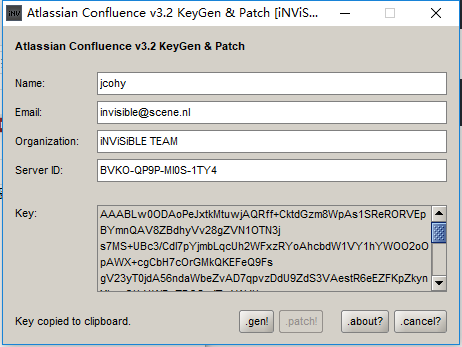 iNV Atlassian Confluence v3.2 KeyGen & Patch [iNViS...
Atlassian Confluence v3.2 KeyGen & Patch
Name: jcohy
Email: invisible@scene.nl
Organization: iNViSiBLE TEAM
Server ID: BVKO-QP9P-MI0S-1TY4
Key: AAABLw0ODAoPeJxtkMtuwjAQRff+CktdGzm8WpAs1SReRORVEp
BYmnQAV8ZBdhyVv28gZVN1OTN3j
s7MS+UBc3/Cdl7pYjmbLqcUh2WFxzRYoAhcbdW1VY1hYWOO2oO
pAWX+cgCbH7cOrGMkQKEFeQ9Fs
gV23yT0jdA56ndaWbeZvAD7qpvzDdU9ZdS3VAestR6eEZFKpZkyn
Key copied to clipboard.
.gen! .patch! .about? .cancel?